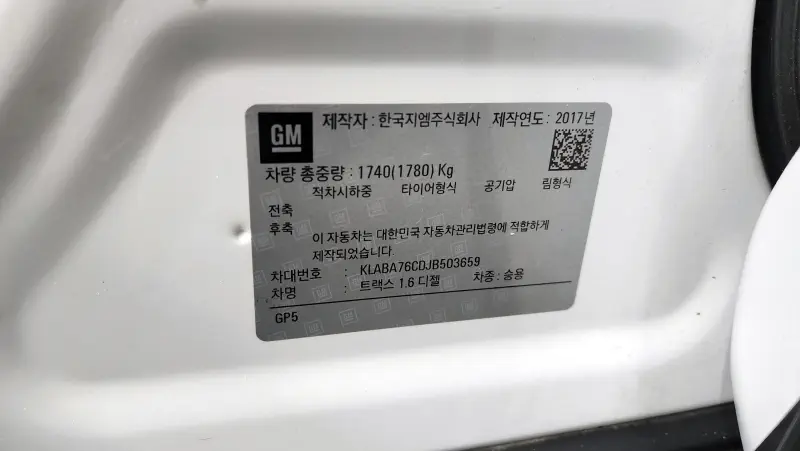 GM 제작자 : 한국지엠주식회사 제작연도 : 2017년
차량 총중량 : 1740(1780) Kg
적차시하중 타이어형식 공기압 림형식
전축
후축
이 자동차는 대한민국 자동차관리법령에 적합하게
제작되었습니다
차대번호 : KLABA76CDJB503659
차명 : 트랙스 1.6 디젤 차종 : 승용
GP5